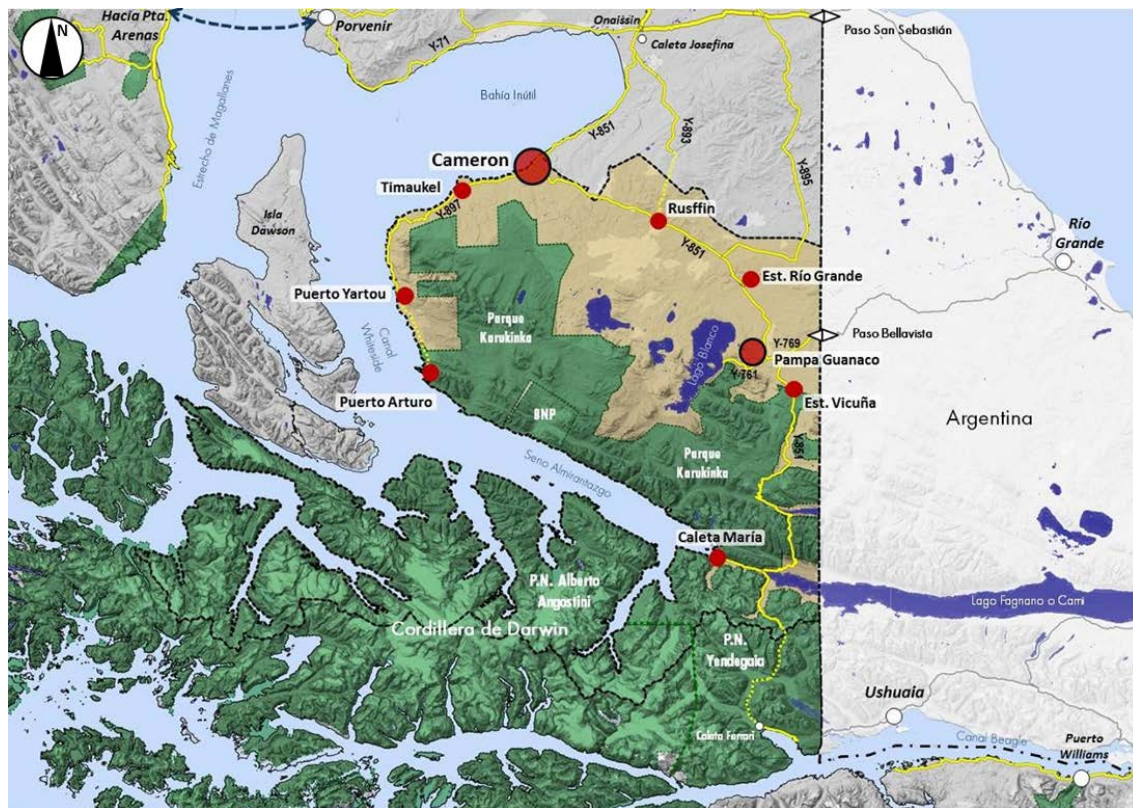 Hacia Pta.
Arenas
Porvenir
Onaissin
Paso San Sebastián
N
Y-71
Caleta Josefina
Estrecho de Magallanes
Bahía Inútil
Y-851
Y-893
Cameron
Timaukel
Y-895
Y-897
Isla
Dawson
Rusffin
Río
Grande
Y-851
Est. Río Grande
Puerto Yartou
Parque
Karukinka
Canal
Whiteside
Lago Blanco
Y-769
Paso Bellavista
Pampa Guanaco
Y-761
Puerto Arturo
Est. Vicuña
BNP
Argentina
Parque
Karukinka
Seno Almirantazgo
Caleta María
P.N. Alberto
Angostini
Lago Fagnano o Cami
Cordillera de Darwin
P.N.
Yendegaia
Ushuaia
Caleta Ferrari
Canal Beagle
Puerto
Williams